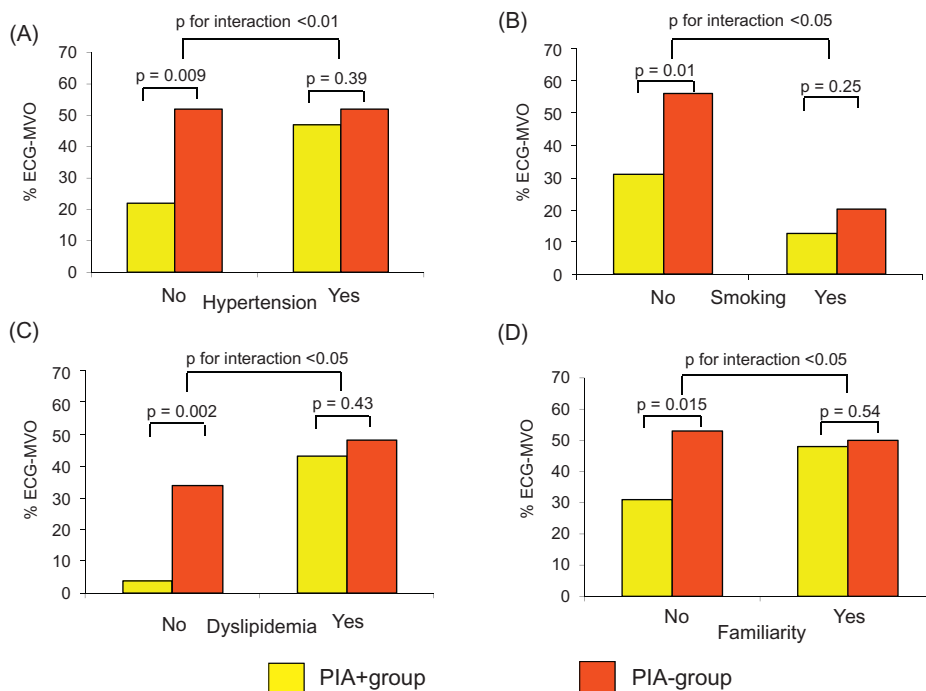 (A)
p for interaction <0.01
p = 0.009
p = 0.39
% ECG-MVO
70
60
50
40
30
20
10
0
No
Hypertension
Yes
(B)
p for interaction <0.05
p = 0.01
p = 0.25
% ECG-MVO
70
60
50
40
30
20
10
0
No
Smoking
Yes
(C)
p for interaction <0.05
p = 0.002
p = 0.43
% ECG-MVO
70
60
50
40
30
20
10
0
No
Dyslipidemia
Yes
(D)
p for interaction <0.05
p = 0.015
p = 0.54
% ECG-MVO
70
60
50
40
30
20
10
0
No
Familiarity
Yes
PIA+group
PIA-group